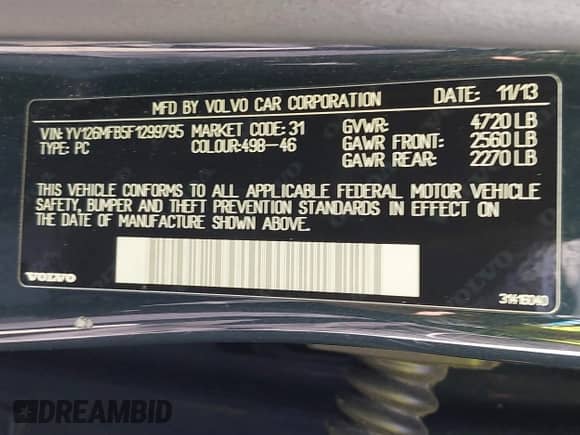 MFD BY VOLVO CAR CORPORATION DATE: 11/13
VIN: YV126MFB5F1299795 MARKET CODE: 31 GVWR: 4720 LB
TYPE: PC COLOUR: 498-46 GAWR FRONT: 2560 LB
GAWR REAR: 2270 LB
THIS VEHICLE CONFORMS TO ALL APPLICABLE FEDERAL MOTOR VEHICLE
SAFETY, BUMPER AND THEFT PREVENTION STANDARDS IN EFFECT ON
THE DATE OF MANUFACTURE SHOWN ABOVE.
VOLVO
31416040
DREAMBID